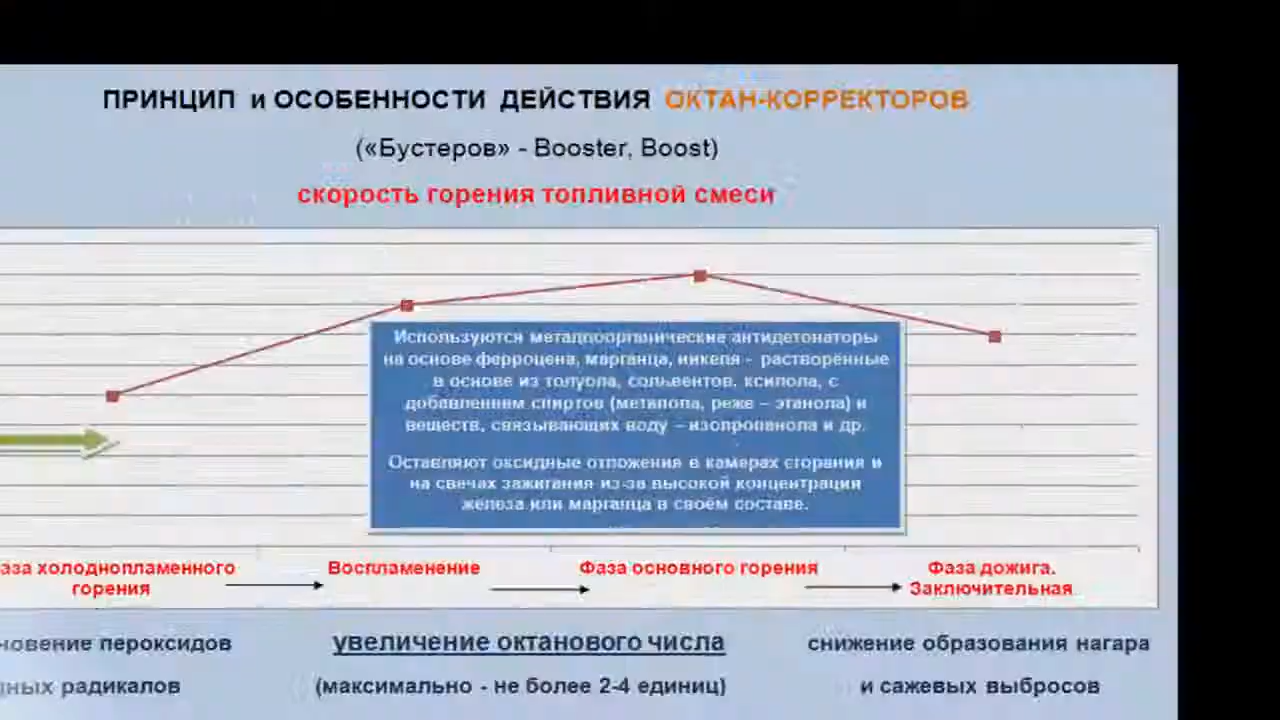 ПРИНЦИП и ОСОБЕННОСТИ ДЕЙСТВИЯ ОКТАН-КОРРЕКТОРОВ
(«Бустеров» - Booster, Boost)
скорость горения топливной смеси
Используются металлоорганические антидетонаторы
на основе ферроцена, марганца, никеля - растворённые
в основе из толуола, сольвентов, ксилола, с
добавлением спиртов (метанола, реже – этанола) и
веществ, связывающих воду – изопропанола и др.
Оставляют оксидные отложения в камерах сгорания и
на свечах зажигания из-за высокой концентрации
железа или марганца в своём составе.
аза холоднопламенного
горения
Воспламенение
Фаза основного горения
Фаза дожига.
Заключительная
новение пероксидов
дных радикалов
увеличение октанового числа
(максимально - не более 2-4 единиц)
снижение образования нагара
и сажевых выбросов